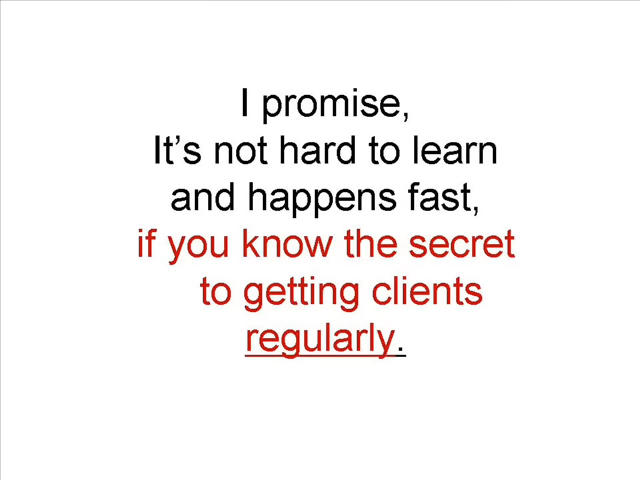 I promise,
It’s not hard to learn
and happens fast,
if you know the secret
to getting clients
regularly.